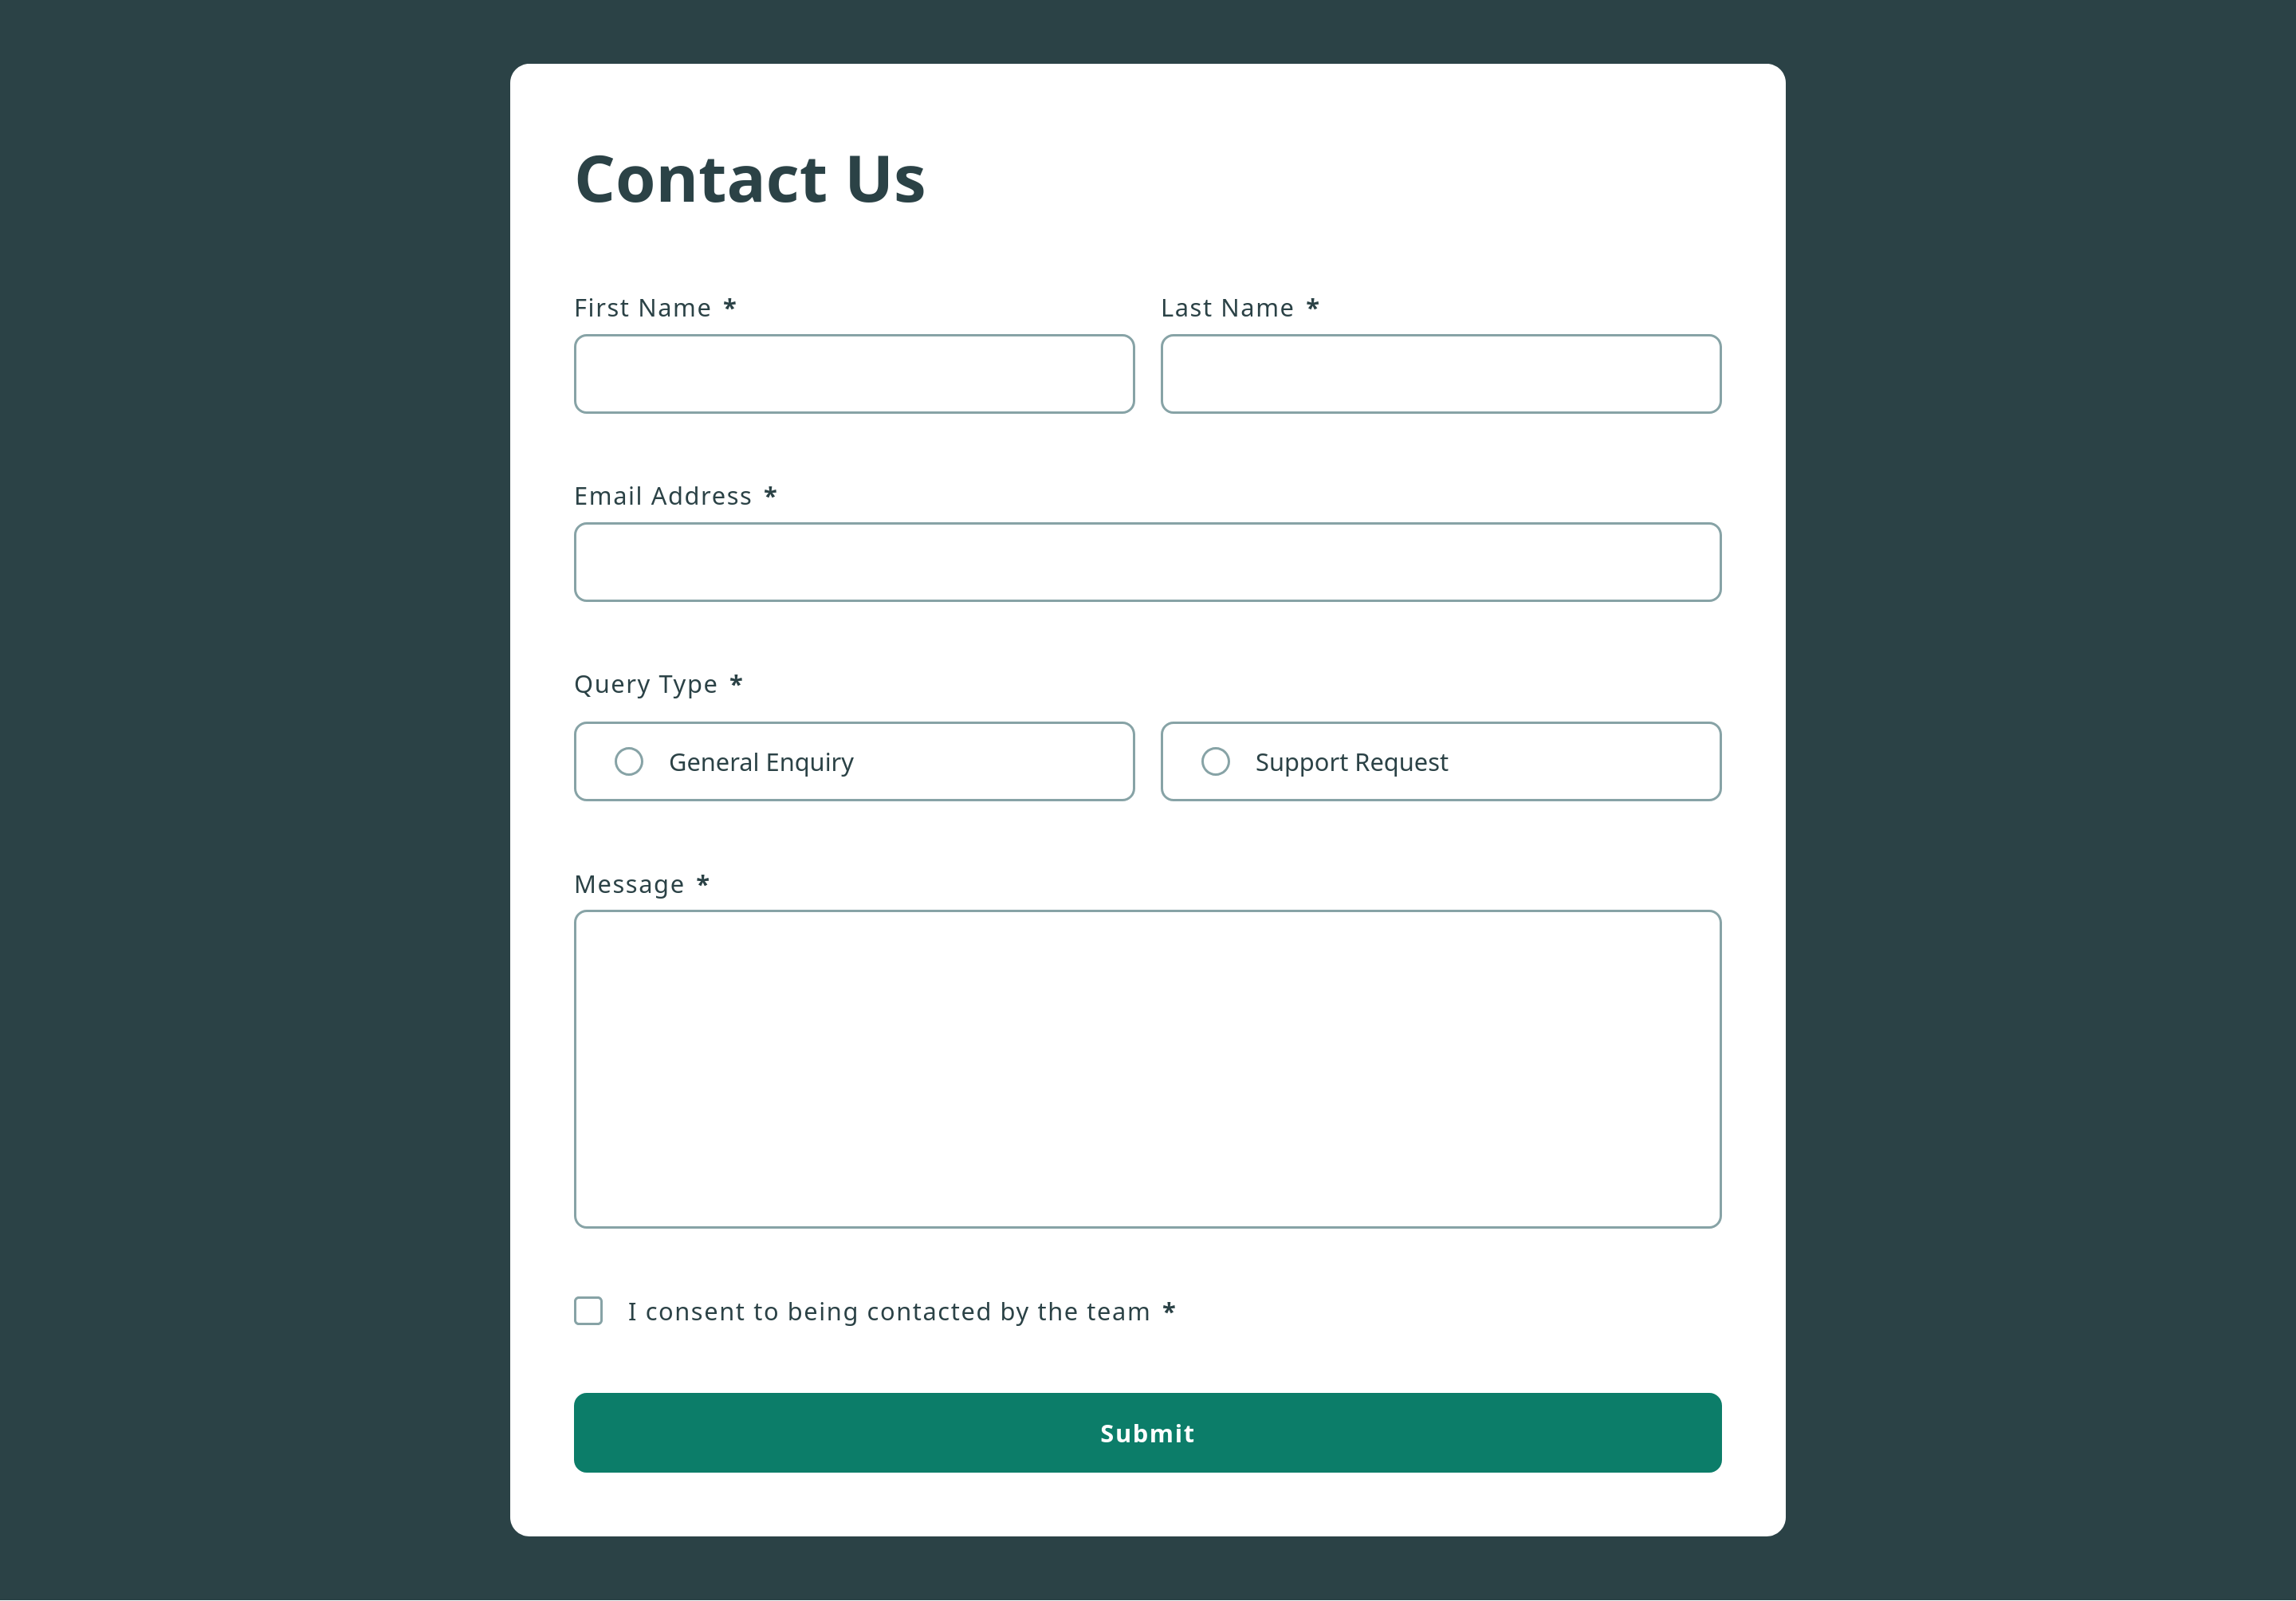 Contact Us
First Name *
Last Name *
Email Address *
Query Type *
General Enquiry
Support Request
Message *
I consent to being contacted by the team *
Submit